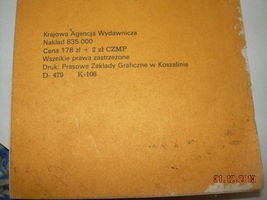 Krajowa Agencja Wydawnicza
Nakład 835.000
Cena 178 zł + 2 zł CZMP
Wszelkie prawa zastrzeżone
Druk: Prasowe Zakłady Graficzne w Koszalinie
D-479 K-106